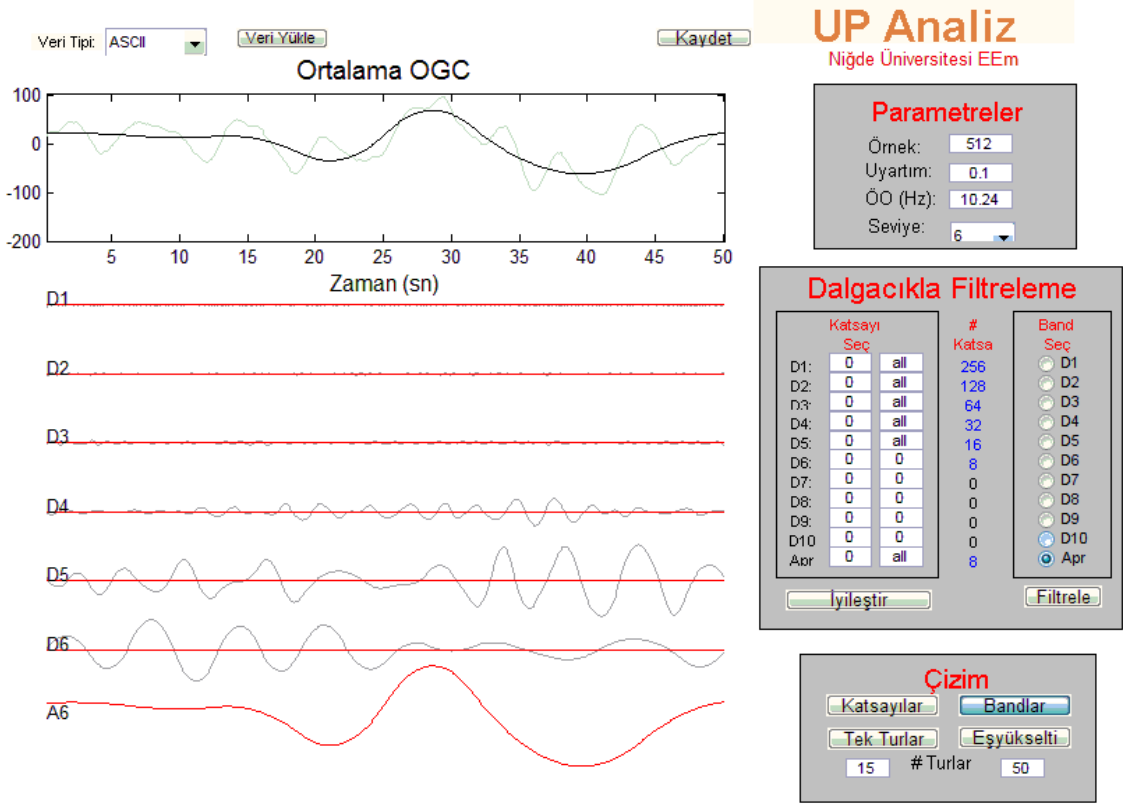 Veri Tipi: ASCII Veri Yükle Kaydet
UP Analiz
Niğde Üniversitesi EEm
Ortalama OGC
100
0
-100
-200
5 10 15 20 25 30 35 40 45 50
Zaman (sn)
D1
D2
D3
D4
D5
D6
A6
Parametreler
Örnek: 512
Uyartım: 0.1
ÖO (Hz): 10.24
Seviye: 6
Dalgacıkla Filtreleme
Katsayı # Band
Seç Katsa Seç
D1: 0 all 256 D1
D2: 0 all 128 D2
D3: 0 all 64 D3
D4: 0 all 32 D4
D5: 0 all 16 D5
D6: 0 0 8 D6
D7: 0 0 0 D7
D8: 0 0 0 D8
D9: 0 0 0 D9
D10 0 0 0 D10
Apr 0 all 8 Apr
İyileştir Filtrele
Çizim
Katsayılar Bandlar
Tek Turlar Eşyükselti
15 # Turlar 50